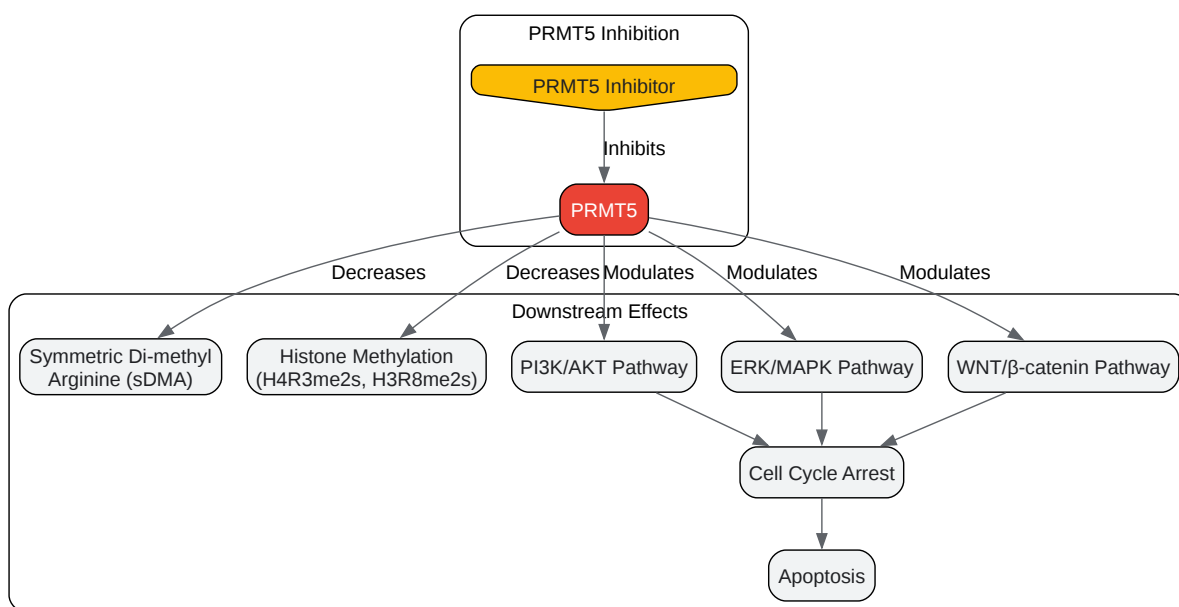 PRMT5 Inhibition
PRMT5 Inhibitor
Inhibits
PRMT5
Decreases
Decreases
Modulates
Modulates
Modulates
Downstream Effects
Symmetric Di-methyl
Arginine (sDMA)
Histone Methylation
(H4R3me2s, H3R8me2s)
PI3K/AKT Pathway
ERK/MAPK Pathway
WNT/β-catenin Pathway
Cell Cycle Arrest
Apoptosis